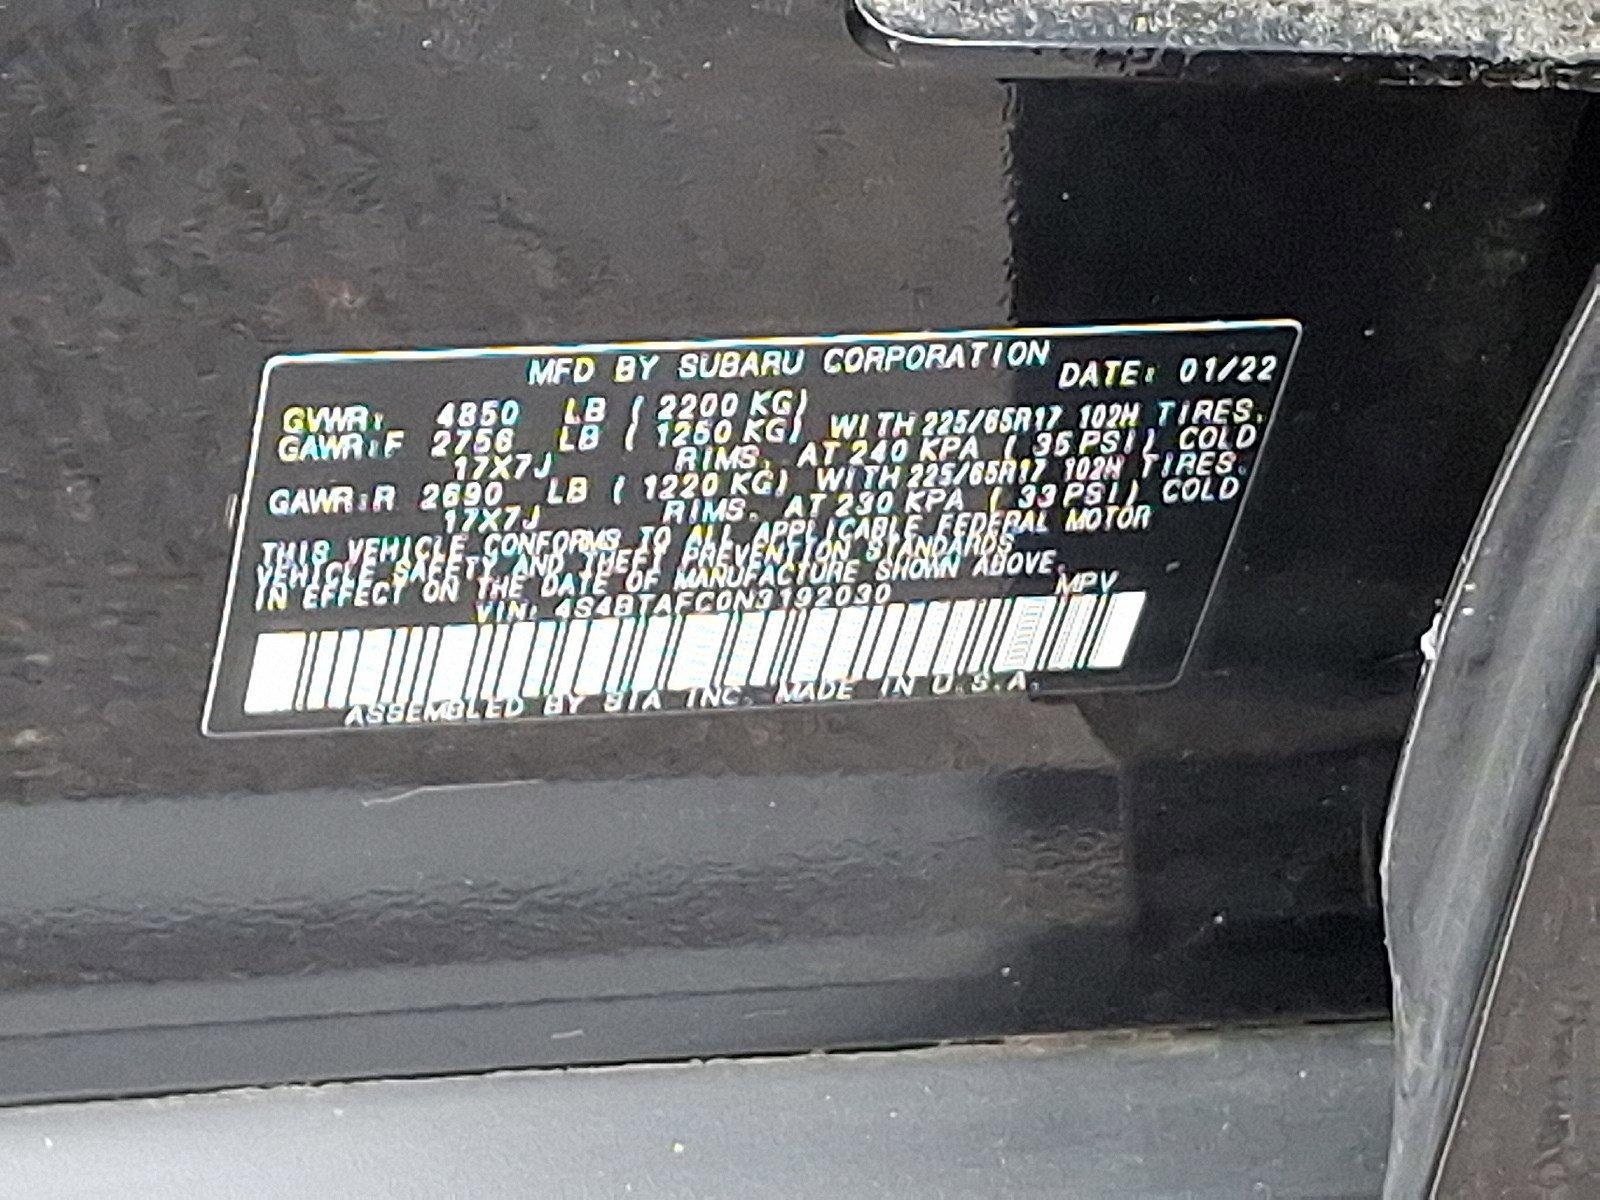 MFD BY SUBARU CORPORATION DATE: 01/22
GVWR: 4850 LB ( 2200 KG)
GAWR:F 2756 LB ( 1250 KG) WITH 225/65R17 102H TIRES.
17X7J RIMS. AT 240 KPA ( 35 PSI) COLD
GAWR:R 2690 LB ( 1220 KG) WITH 225/65R17 102H TIRES.
17X7J RIMS. AT 230 KPA ( 33 PSI) COLD
THIS VEHICLE CONFORMS TO ALL APPLICABLE FEDERAL MOTOR
VEHICLE SAFETY AND THEFT PREVENTION STANDARDS
IN EFFECT ON THE DATE OF MANUFACTURE SHOWN ABOVE.
VIN: 4S4BTAFC0N3192030 MPV
ASSEMBLED BY SIA INC. MADE IN U.S.A.